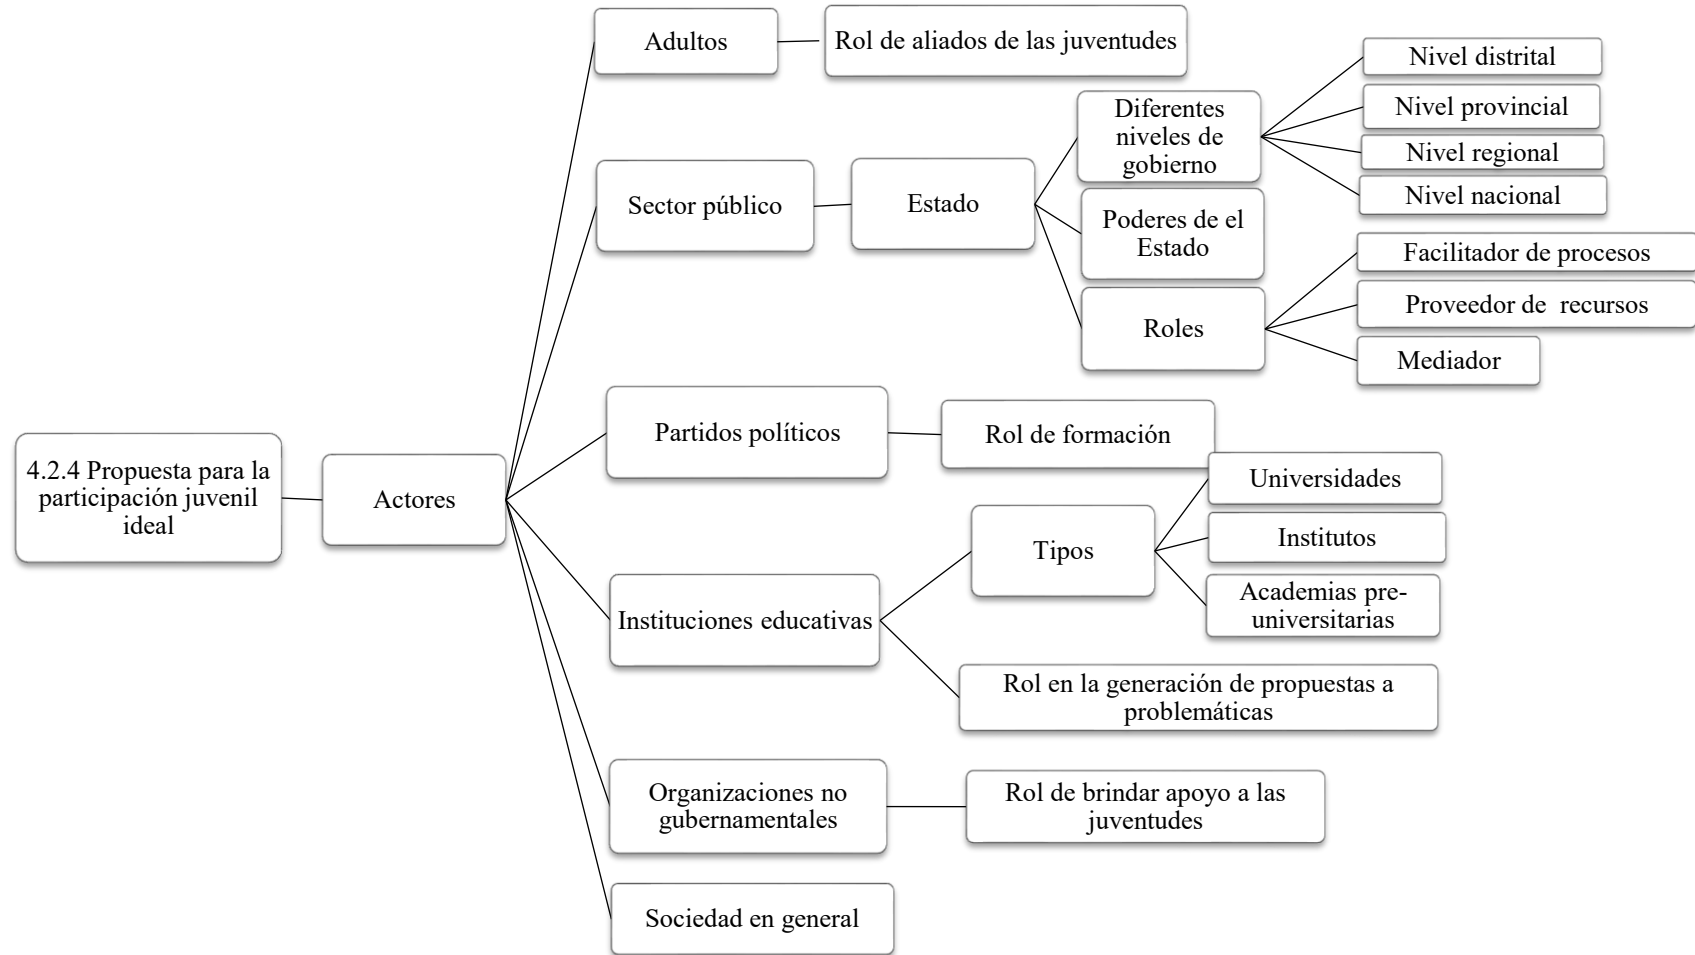 4.2.4 Propuesta para la
participación juvenil
ideal
Actores
Adultos
Rol de aliados de las juventudes
Sector público
Estado
Diferentes
niveles de
gobierno
Nivel distrital
Nivel provincial
Nivel regional
Nivel nacional
Poderes de el
Estado
Roles
Facilitador de procesos
Proveedor de  recursos
Mediador
Partidos políticos
Rol de formación
Instituciones educativas
Tipos
Universidades
Institutos
Academias pre-
universitarias
Rol en la generación de propuestas a
problemáticas
Organizaciones no
gubernamentales
Rol de brindar apoyo a las
juventudes
Sociedad en general